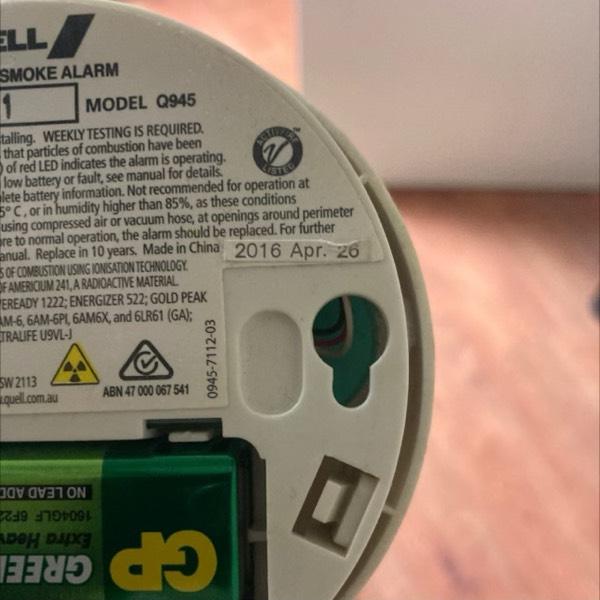 ELL
SMOKE ALARM
1 MODEL Q945
talling. WEEKLY TESTING IS REQUIRED.
that particles of combustion have been
) of red LED indicates the alarm is operating.
low battery or fault, see manual for details.
lete battery information. Not recommended for operation at
5°C, or in humidity higher than 85%, as these conditions
using compressed air or vacuum hose, at openings around perimeter
re to normal operation, the alarm should be replaced. For further
anual. Replace in 10 years. Made in China 2016 Apr. 26
ACTIVFIRE
LISTED
S OF COMBUSTION USING IONISATION TECHNOLOGY.
OF AMERICIUM 241, A RADIOACTIVE MATERIAL.
VEREADY 1222; ENERGIZER 522; GOLD PEAK
AM-6, 6AM-6PI, 6AM6X, and 6LR61 (GA);
TRALIFE U9VL-J
SW 2113
.quell.com.au
ABN 47 000 067 541
0945-7112-03
NO LEAD ADD
1604GLF 6F22
Extra Heav
GP
GREE